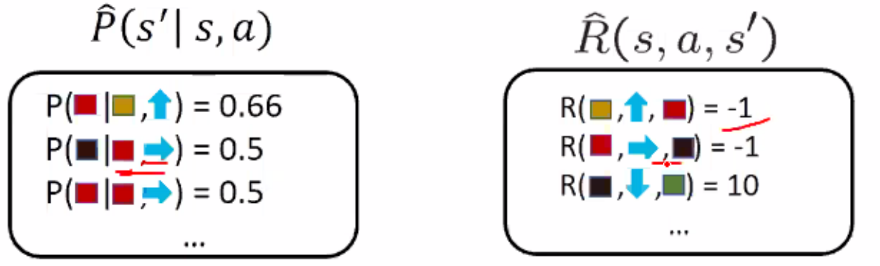 P̂(s′| s, a)
P(🟥|🟨,⬆) = 0.66
P(⬛|🟥,➡) = 0.5
P(🟥|🟥,➡) = 0.5
...
R̂(s, a, s′)
R(🟨,⬆,🟥) = -1
R(🟥,➡,⬛) = -1
R(⬛,⬇,🟩) = 10
...